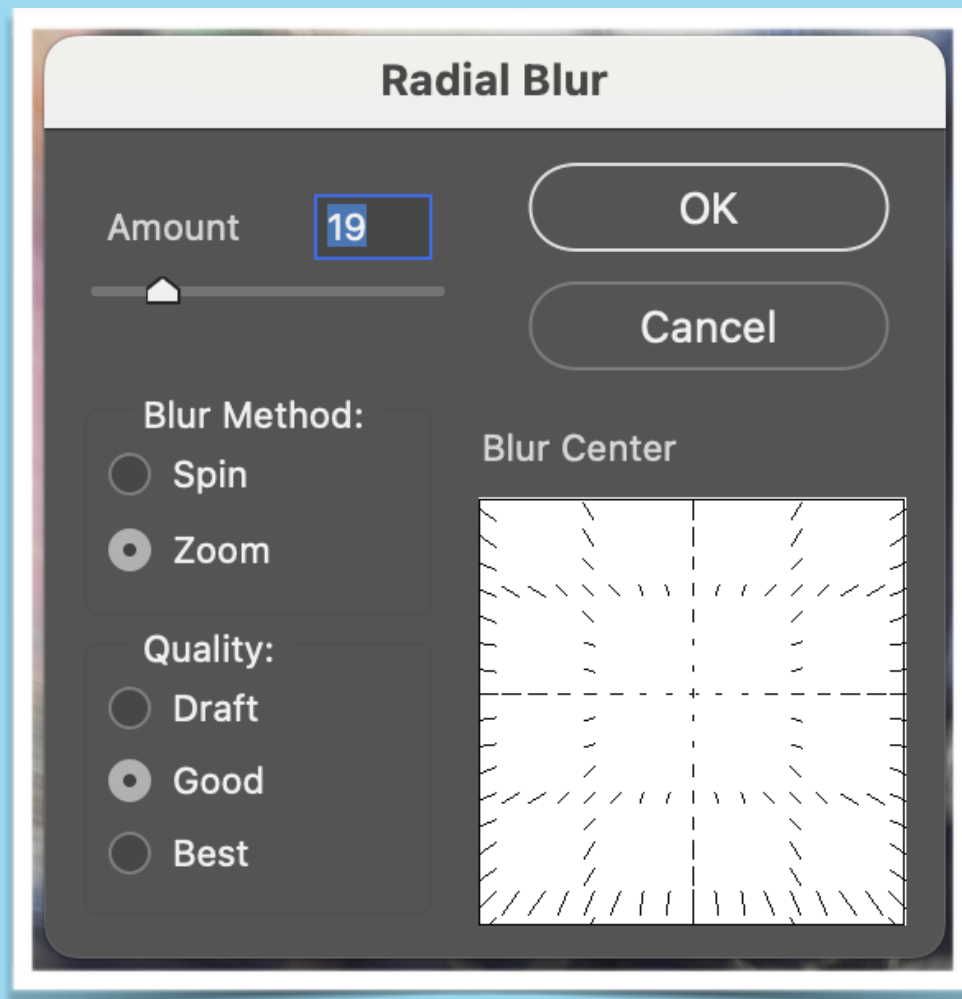 Radial Blur
Amount 19
OK
Cancel
Blur Method:
Spin
Zoom
Quality:
Draft
Good
Best
Blur Center